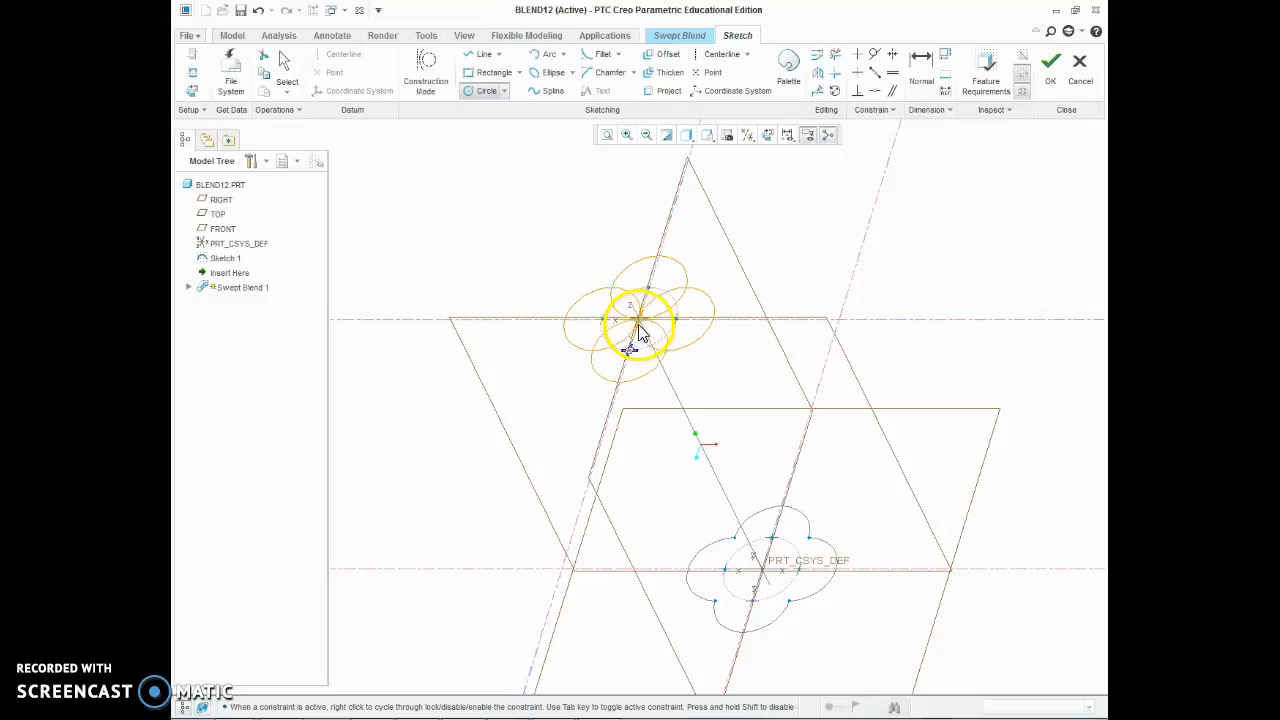 BLEND12 (Active) - PTC Creo Parametric Educational Edition
File Model Analysis Annotate Render Tools View Flexible Modeling Applications Swept Blend Sketch
Line Arc Fillet Offset Centerline
Centerline
Rectangle Ellipse Chamfer Thicken Point
Point
Coordinate System
Circle Spline Text Project Coordinate System
File System
Select
Construction Mode
Palette
Normal
Feature Requirements
OK
Cancel
Setup Get Data Operations Datum Sketching Editing Constrain Dimension Inspect Close
Model Tree
BLEND12.PRT
RIGHT
TOP
FRONT
PRT_CSYS_DEF
Sketch 1
Insert Here
Swept Blend 1
Z
X
PRT_CSYS_DEF
X
RECORDED WITH
SCREENCAST MATIC
When a constraint is active, right click to cycle through lock/disable/enable the constraint. Use Tab key to toggle active constraint. Press and hold Shift to disable